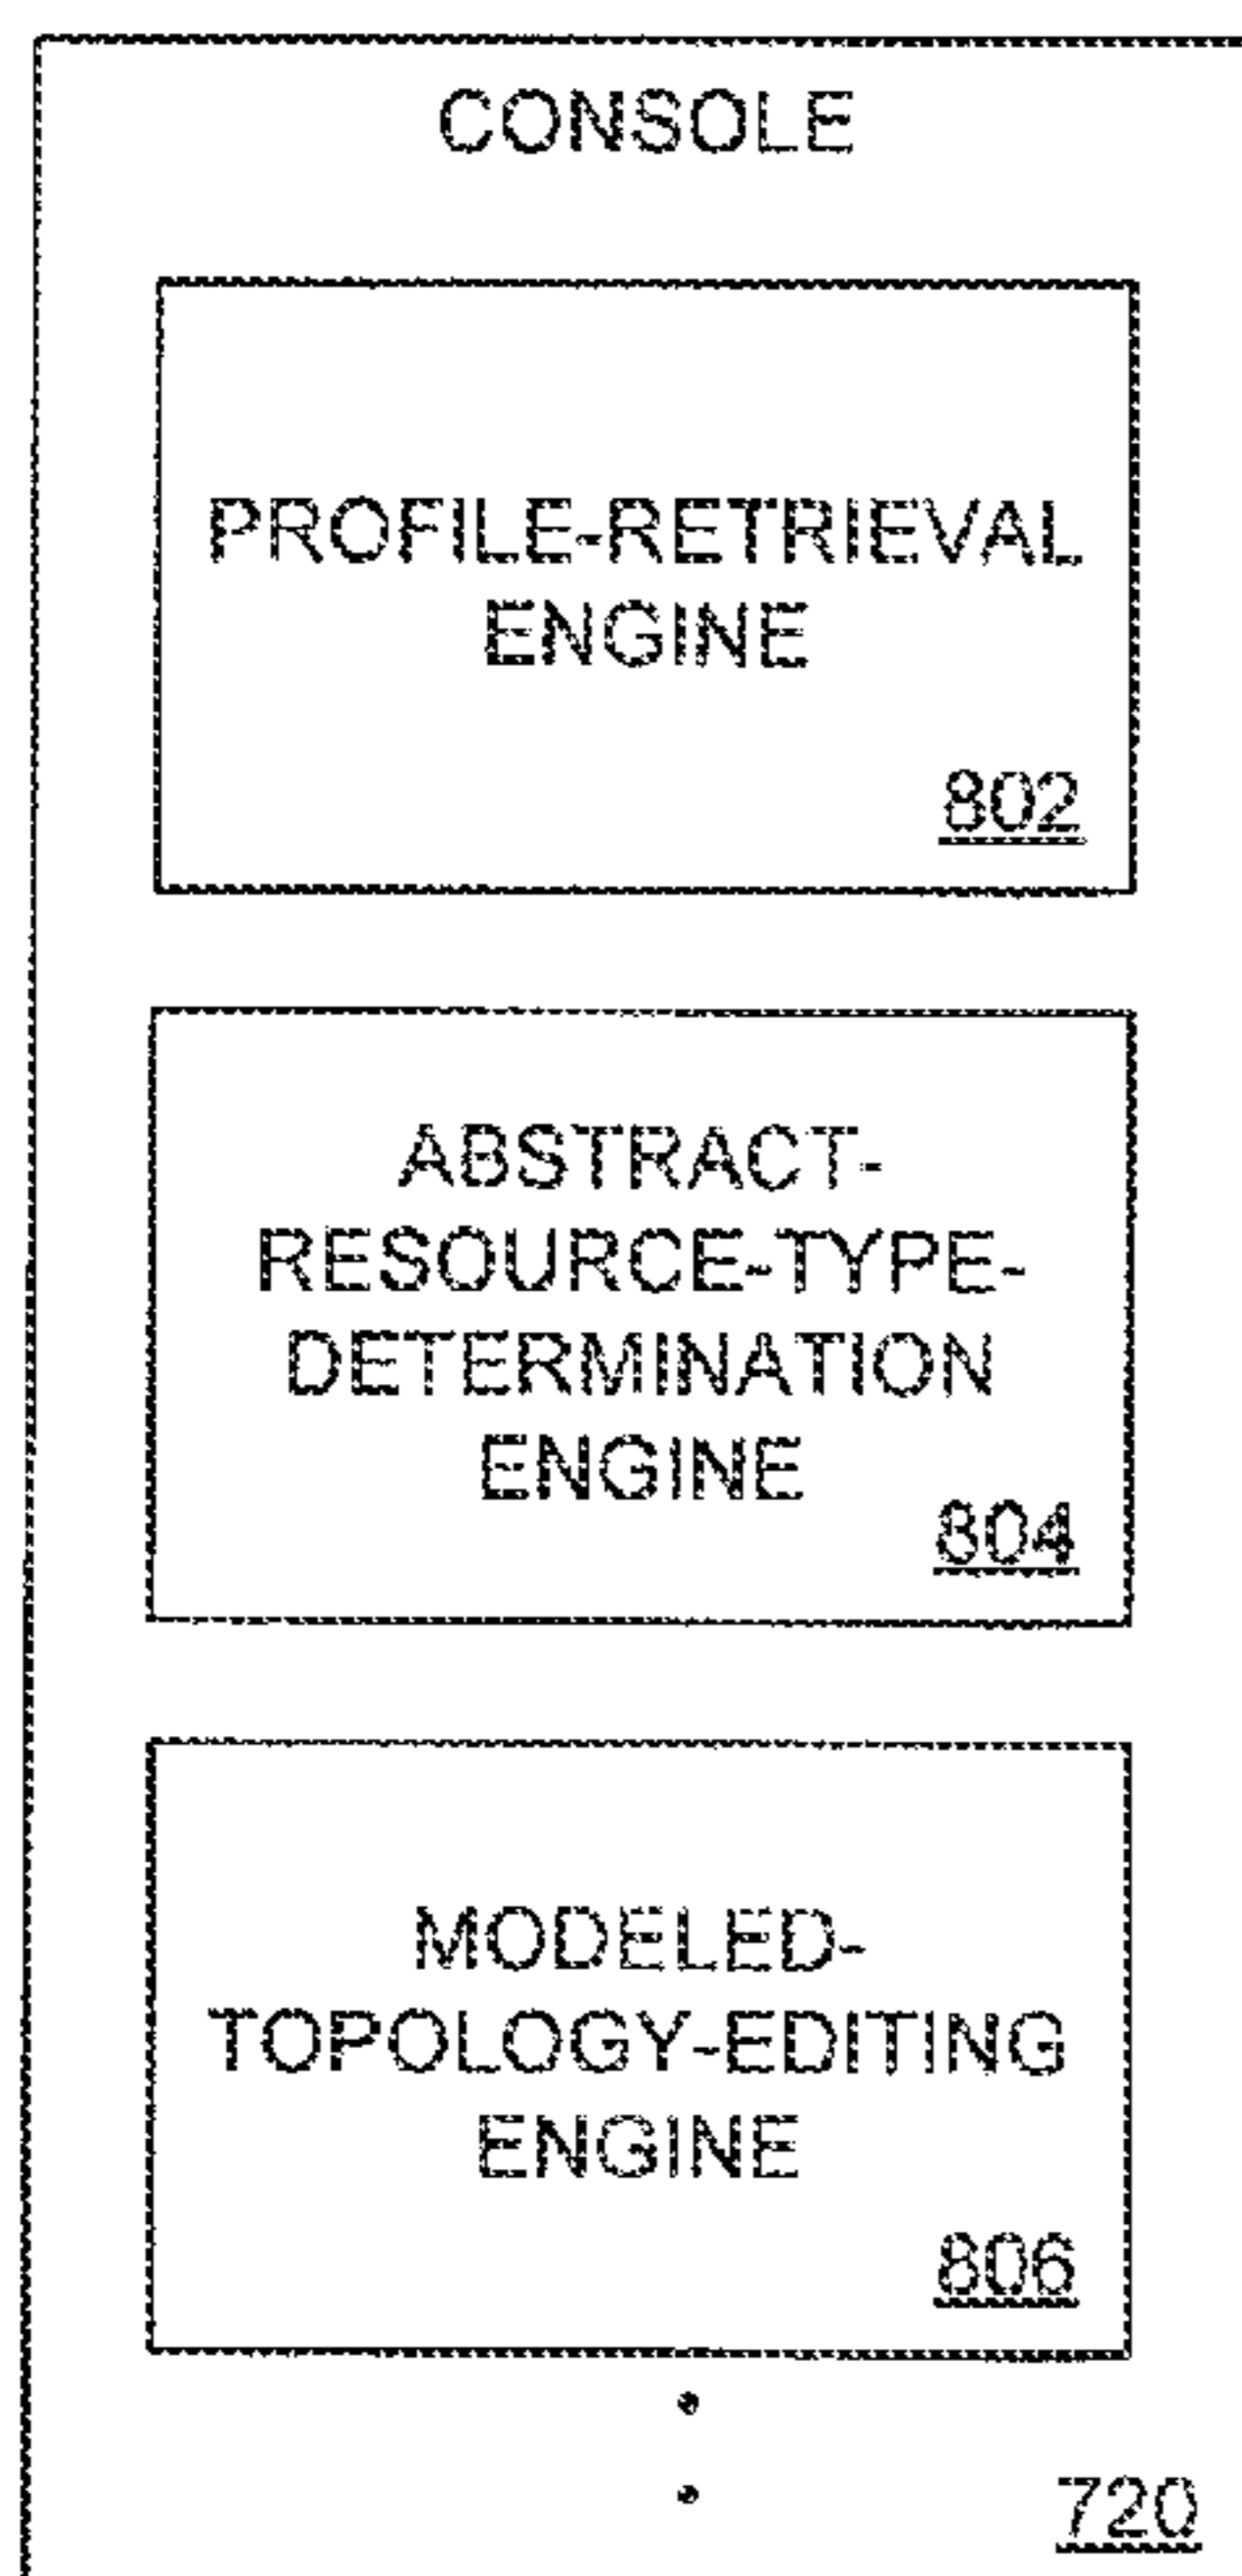 CONSOLE
PROFILE-RETRIEVAL
ENGINE
802
ABSTRACT-
RESOURCE-TYPE-
DETERMINATION
ENGINE
804
MODELED-
TOPOLOGY-EDITING
ENGINE
806
720